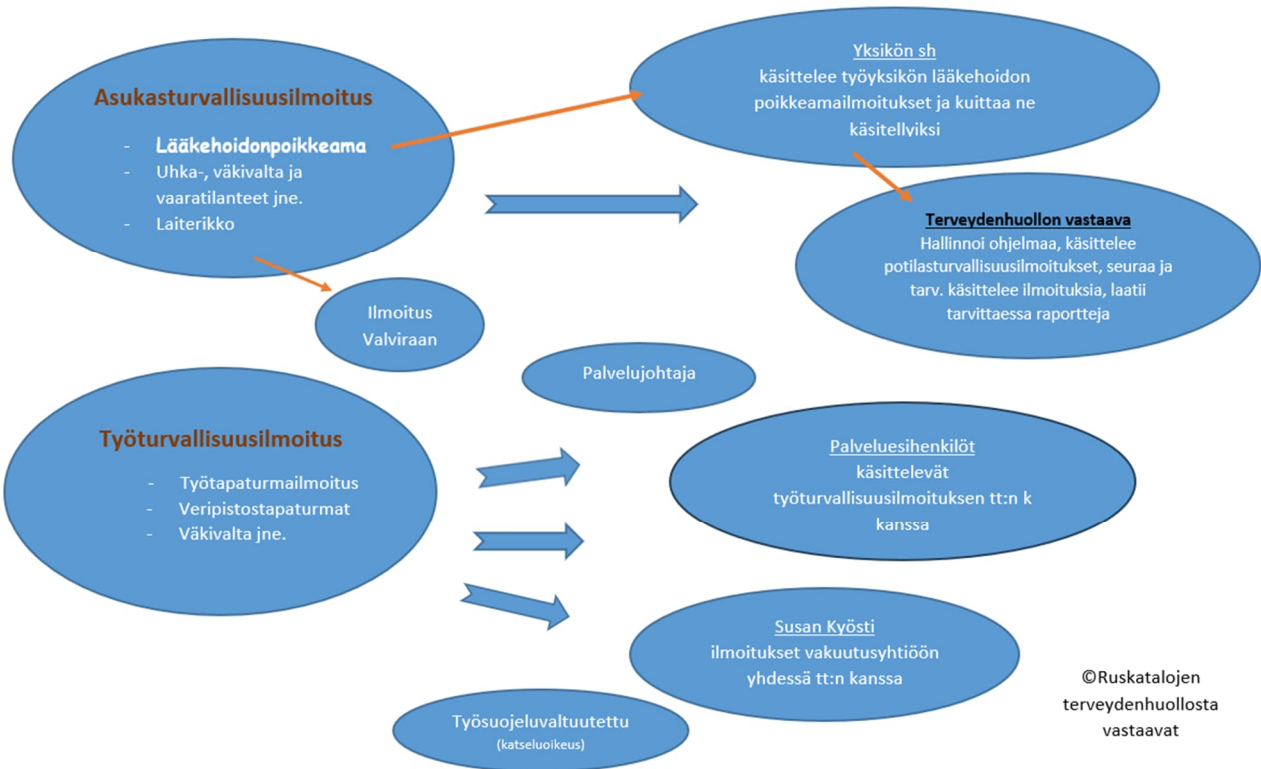 Asukasturvallisuusilmoitus
- Lääkehoidonpoikkeama
- Uhka-, väkivalta ja
vaaratilanteet jne.
- Laiterikko
Yksikön sh
käsittelee työyksikön lääkehoidon
poikkeamailmoitukset ja kuittaa ne
käsitellyiksi
Terveydenhuollon vastaava
Hallinnoi ohjelmaa, käsittelee
potilasturvallisuusilmoitukset, seuraa ja
tarv. käsittelee ilmoituksia, laatii
tarvittaessa raportteja
Ilmoitus
Valviraan
Palvelujohtaja
Työturvallisuusilmoitus
- Työtapaturmailmoitus
- Veripistostapaturmat
- Väkivalta jne.
Palveluesihenkilöt
käsittelevät
työturvallisuusilmoituksen tt:n k
kanssa
Susan Kyösti
ilmoitukset vakuutusyhtiöön
yhdessä tt:n kanssa
Työsuojeluvaltuutettu
(katseluoikeus)
©Ruskatalojen
terveydenhuollosta
vastaavat